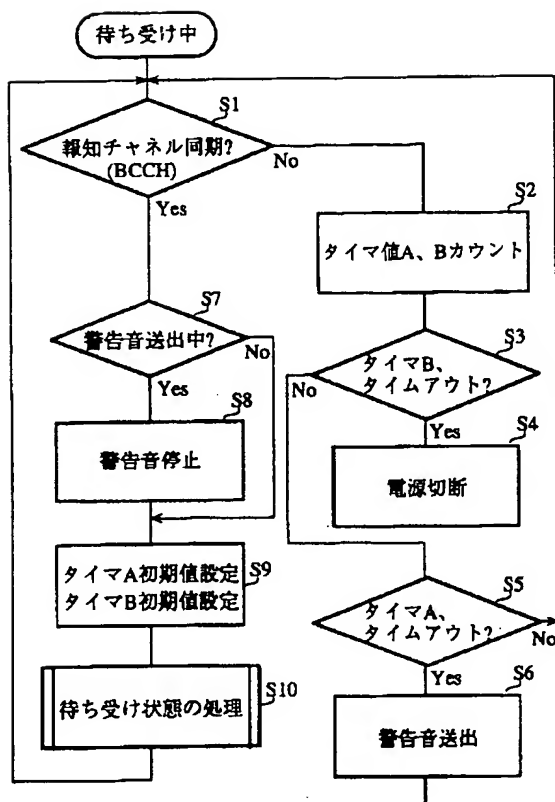 待ち受け中
S1
報知チャネル同期?
(BCCH)
No
Yes
S2
タイマ値A、Bカウント
S7
警告音送出中?
No
Yes
S3
タイマB、
タイムアウト?
No
Yes
S8
警告音停止
S4
電源切断
タイマA初期値設定
タイマB初期値設定
S9
S5
タイマA、
タイムアウト?
No
Yes
S10
待ち受け状態の処理
S6
警告音送出